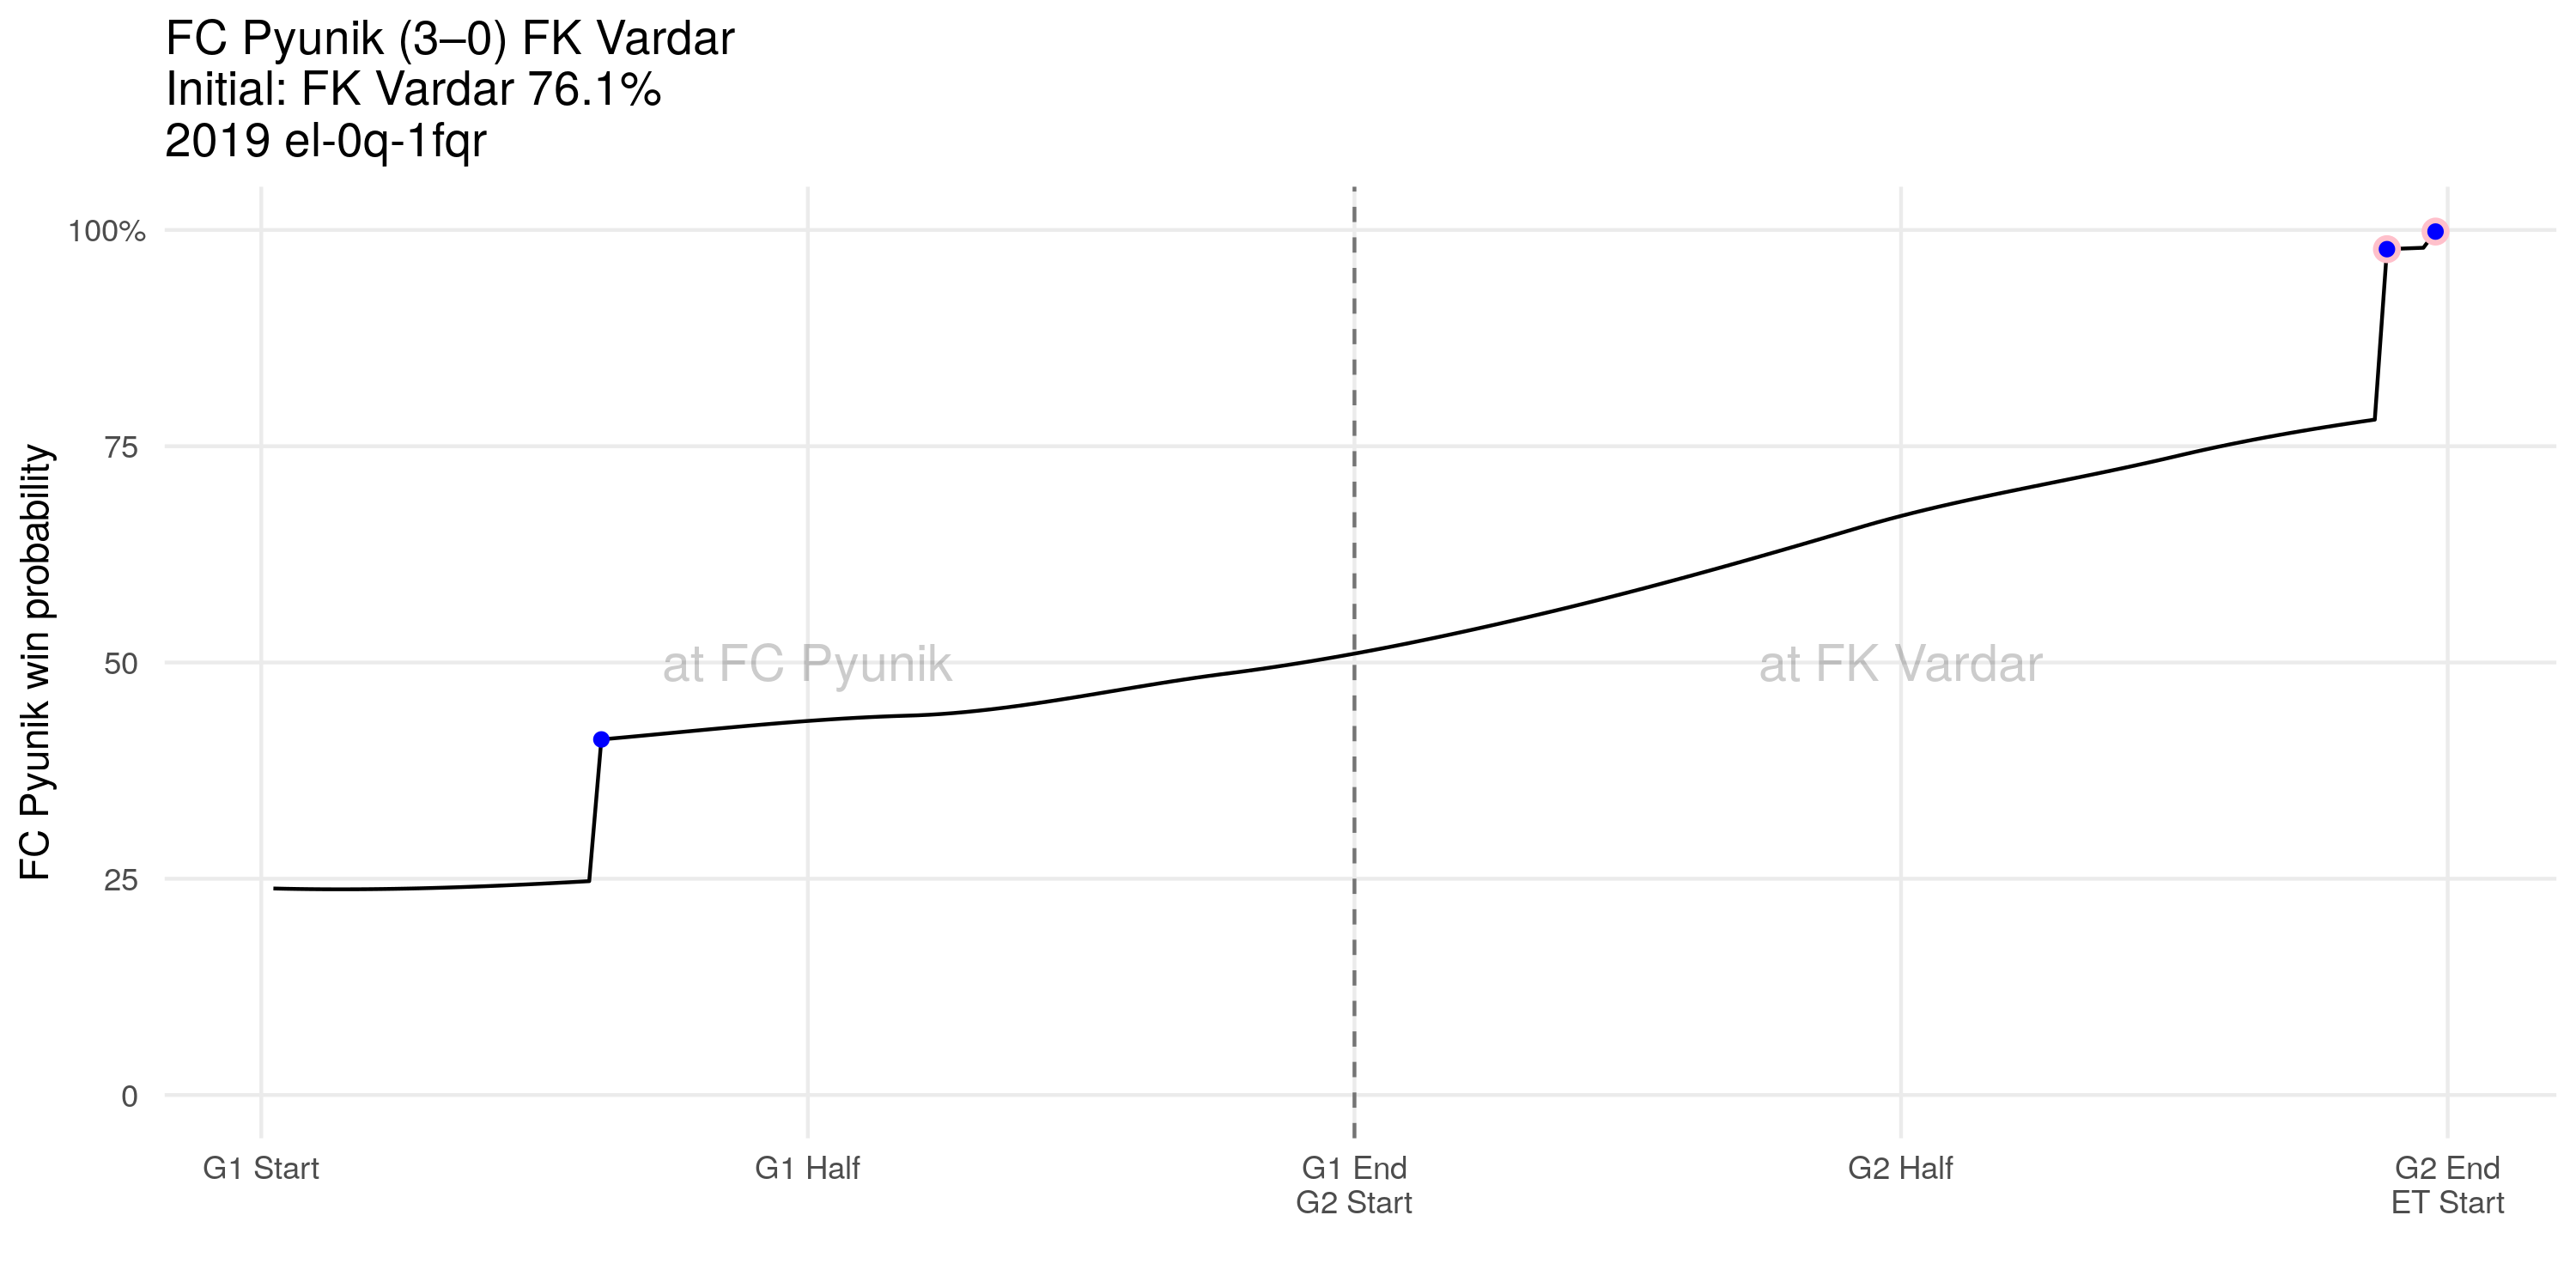 FC Pyunik (3–0) FK Vardar
Initial: FK Vardar 76.1%
2019 el-0q-1fqr
FC Pyunik win probability
100%
75
50
25
0
at FC Pyunik
at FK Vardar
G1 Start
G1 Half
G1 End
G2 Start
G2 Half
G2 End
ET Start